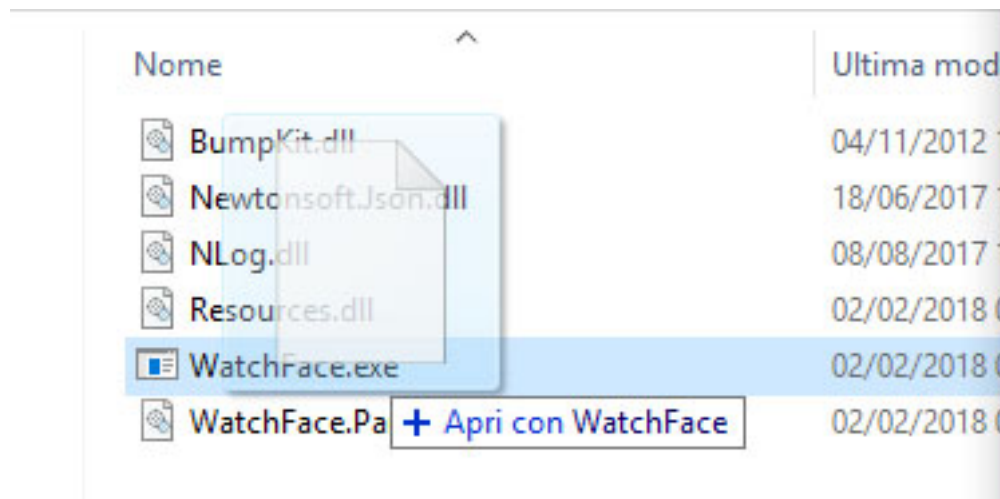 Nome Ultima mod
BumpKit.dll 04/11/2012
Newtonsoft.Json.dll 18/06/2017
NLog.dll 08/08/2017
Resources.dll 02/02/2018
WatchFace.exe 02/02/2018
WatchFace.Pa + Apri con WatchFace 02/02/2018